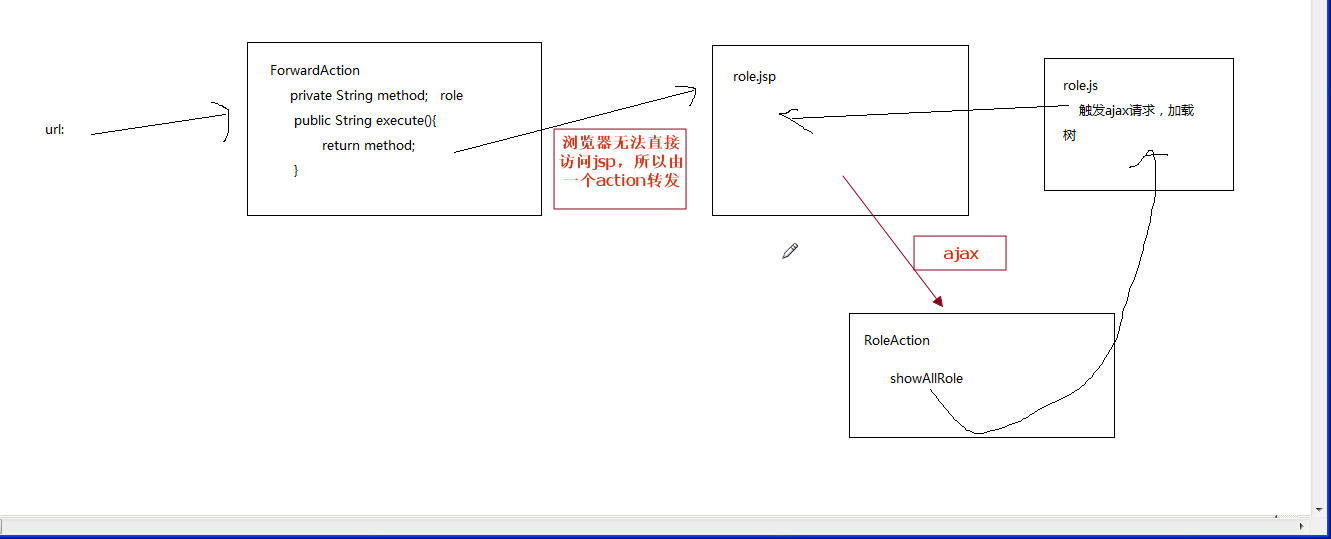 url:
ForwardAction
private String method; role
public String execute(){
return method;
}
浏览器无法直接
访问jsp，所以由
一个action转发
role.jsp
role.js
触发ajax请求，加载
树
ajax
RoleAction
showAllRole